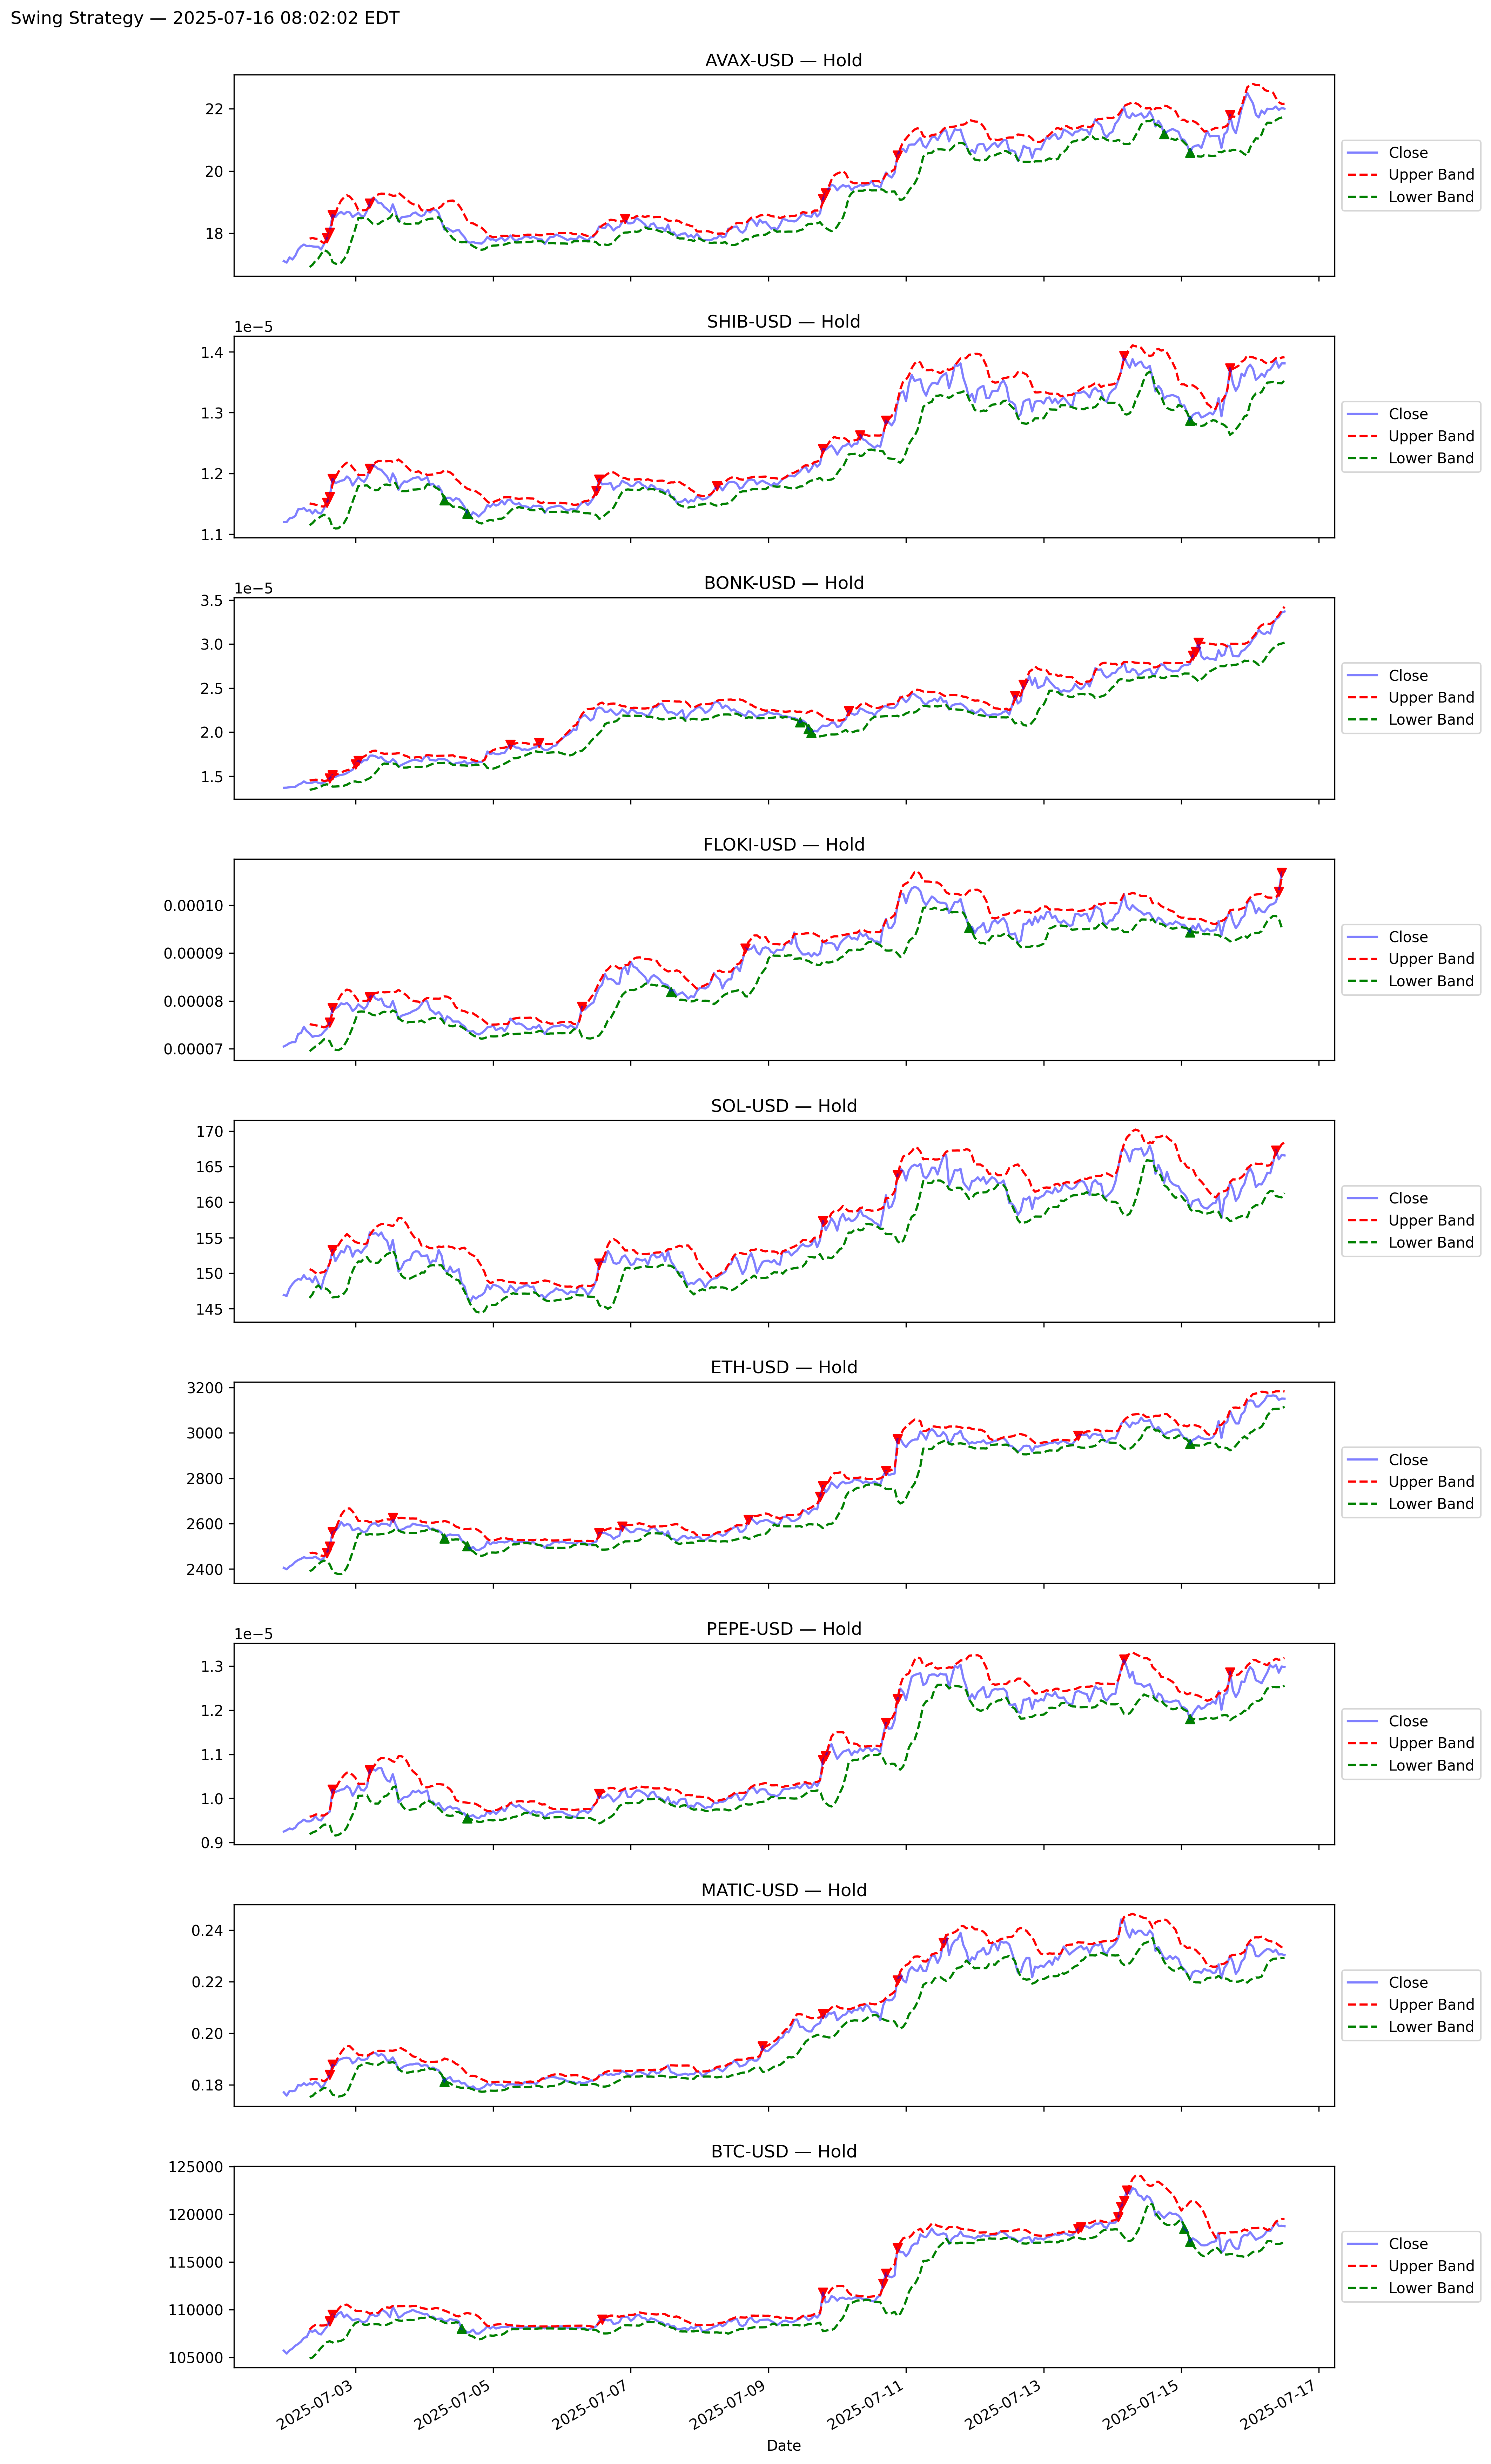 Swing Strategy — 2025-07-16 08:02:02 EDT
AVAX-USD — Hold
22
20
18
Close
Upper Band
Lower Band
SHIB-USD — Hold
1e−5
1.4
1.3
1.2
1.1
Close
Upper Band
Lower Band
BONK-USD — Hold
1e−5
3.5
3.0
2.5
2.0
1.5
Close
Upper Band
Lower Band
FLOKI-USD — Hold
0.00010
0.00009
0.00008
0.00007
Close
Upper Band
Lower Band
SOL-USD — Hold
170
165
160
155
150
145
Close
Upper Band
Lower Band
ETH-USD — Hold
3200
3000
2800
2600
2400
Close
Upper Band
Lower Band
PEPE-USD — Hold
1e−5
1.3
1.2
1.1
1.0
0.9
Close
Upper Band
Lower Band
MATIC-USD — Hold
0.24
0.22
0.20
0.18
Close
Upper Band
Lower Band
BTC-USD — Hold
125000
120000
115000
110000
105000
Close
Upper Band
Lower Band
2025-07-03
2025-07-05
2025-07-07
2025-07-09
2025-07-11
2025-07-13
2025-07-15
2025-07-17
Date